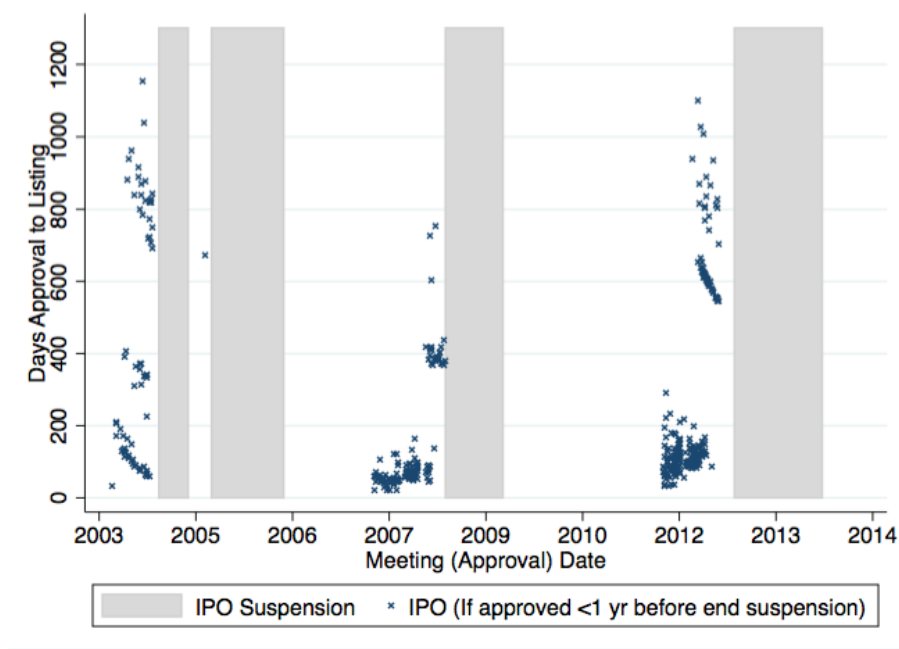 Days Approval to Listing
1200
1000
800
600
400
200
0
2003 2005 2006 2007 2009 2010 2012 2013 2014
Meeting (Approval) Date
IPO Suspension × IPO (If approved <1 yr before end suspension)